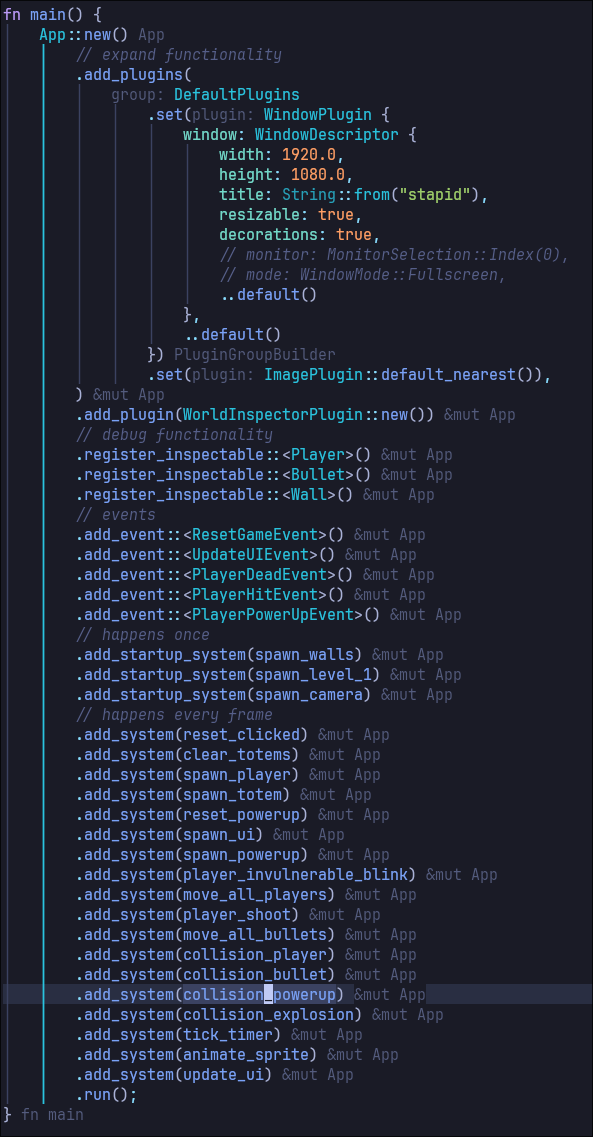 fn main() {
    App::new() App
        // expand functionality
        .add_plugins(
            group: DefaultPlugins
                .set(plugin: WindowPlugin {
                    window: WindowDescriptor {
                        width: 1920.0,
                        height: 1080.0,
                        title: String::from("stapid"),
                        resizable: true,
                        decorations: true,
                        // monitor: MonitorSelection::Index(0),
                        // mode: WindowMode::Fullscreen,
                        ..default()
                    },
                    ..default()
                }) PluginGroupBuilder
                .set(plugin: ImagePlugin::default_nearest()),
        ) &mut App
        .add_plugin(WorldInspectorPlugin::new()) &mut App
        // debug functionality
        .register_inspectable::<Player>() &mut App
        .register_inspectable::<Bullet>() &mut App
        .register_inspectable::<Wall>() &mut App
        // events
        .add_event::<ResetGameEvent>() &mut App
        .add_event::<UpdateUIEvent>() &mut App
        .add_event::<PlayerDeadEvent>() &mut App
        .add_event::<PlayerHitEvent>() &mut App
        .add_event::<PlayerPowerUpEvent>() &mut App
        // happens once
        .add_startup_system(spawn_walls) &mut App
        .add_startup_system(spawn_level_1) &mut App
        .add_startup_system(spawn_camera) &mut App
        // happens every frame
        .add_system(reset_clicked) &mut App
        .add_system(clear_totems) &mut App
        .add_system(spawn_player) &mut App
        .add_system(spawn_totem) &mut App
        .add_system(reset_powerup) &mut App
        .add_system(spawn_ui) &mut App
        .add_system(spawn_powerup) &mut App
        .add_system(player_invulnerable_blink) &mut App
        .add_system(move_all_players) &mut App
        .add_system(player_shoot) &mut App
        .add_system(move_all_bullets) &mut App
        .add_system(collision_player) &mut App
        .add_system(collision_bullet) &mut App
        .add_system(collision_powerup) &mut App
        .add_system(collision_explosion) &mut App
        .add_system(tick_timer) &mut App
        .add_system(animate_sprite) &mut App
        .add_system(update_ui) &mut App
        .run();
} fn main